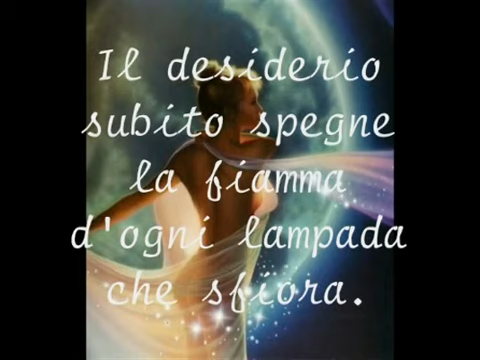 Il desiderio
subito spegne
la fiamma
d'ogni lampada
che sfiora.